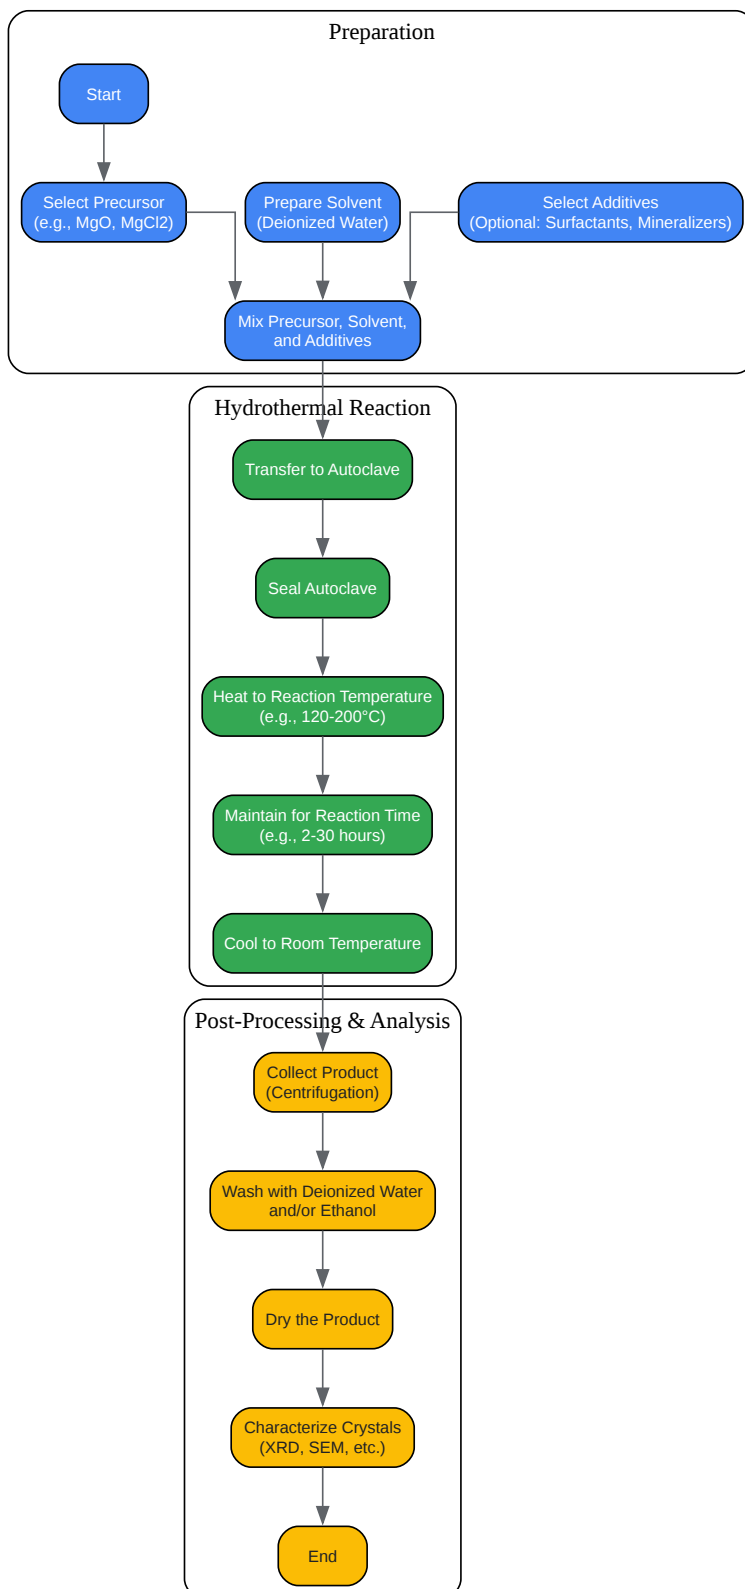 Preparation
Start
Select Precursor
(e.g., MgO, MgCl2)
Prepare Solvent
(Deionized Water)
Select Additives
(Optional: Surfactants, Mineralizers)
Mix Precursor, Solvent,
and Additives
Hydrothermal Reaction
Transfer to Autoclave
Seal Autoclave
Heat to Reaction Temperature
(e.g., 120-200°C)
Maintain for Reaction Time
(e.g., 2-30 hours)
Cool to Room Temperature
Post-Processing & Analysis
Collect Product
(Centrifugation)
Wash with Deionized Water
and/or Ethanol
Dry the Product
Characterize Crystals
(XRD, SEM, etc.)
End